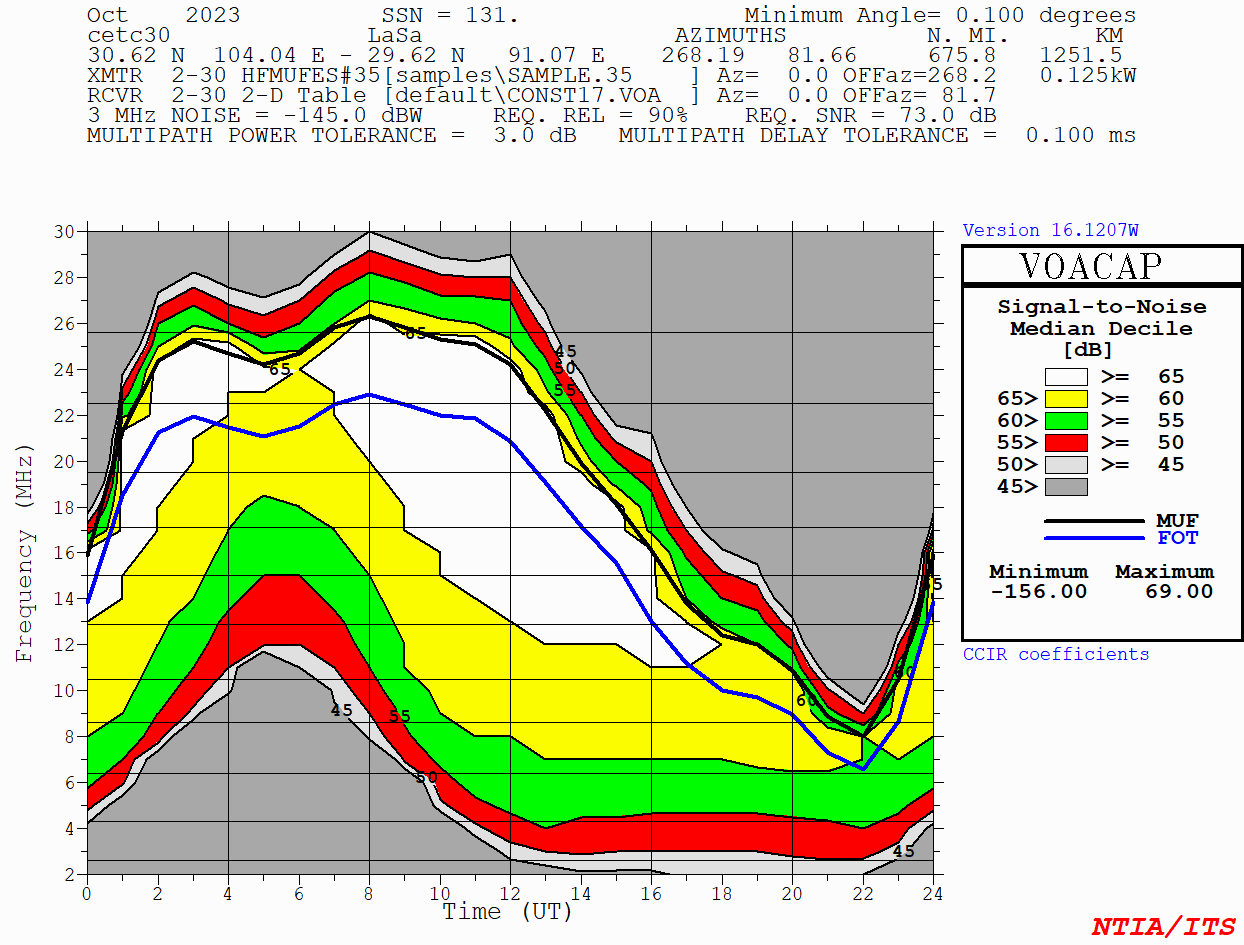 Oct    2023          SSN = 131.                Minimum Angle= 0.100 degrees
cetc30              LaSa                  AZIMUTHS          N. MI.      KM
30.62 N  104.04 E - 29.62 N   91.07 E    268.19   81.66     675.8   1251.5
XMTR  2-30 HFMUFES#35[samples\SAMPLE.35    ] Az=  0.0 OFFaz=268.2   0.125kW
RCVR  2-30 2-D Table [default\CONST17.VOA  ] Az=  0.0 OFFaz= 81.7
3 MHz NOISE = -145.0 dBW     REQ. REL = 90%    REQ. SNR = 73.0 dB
MULTIPATH POWER TOLERANCE =  3.0 dB   MULTIPATH DELAY TOLERANCE =  0.100 ms
Frequency (MHz)
30
28
26
24
22
20
18
16
14
12
10
8
6
4
2
0 2 4 6 8 10 12 14 16 18 20 22 24
Time (UT)
65
65
45
50
55
65
60
60
45
55
50
45
Version 16.1207W
VOACAP
Signal-to-Noise
Median Decile
[dB]
>= 65
65> >= 60
60> >= 55
55> >= 50
50> >= 45
45>
MUF
FOT
Minimum Maximum
-156.00 69.00
CCIR coefficients
NTIA/ITS